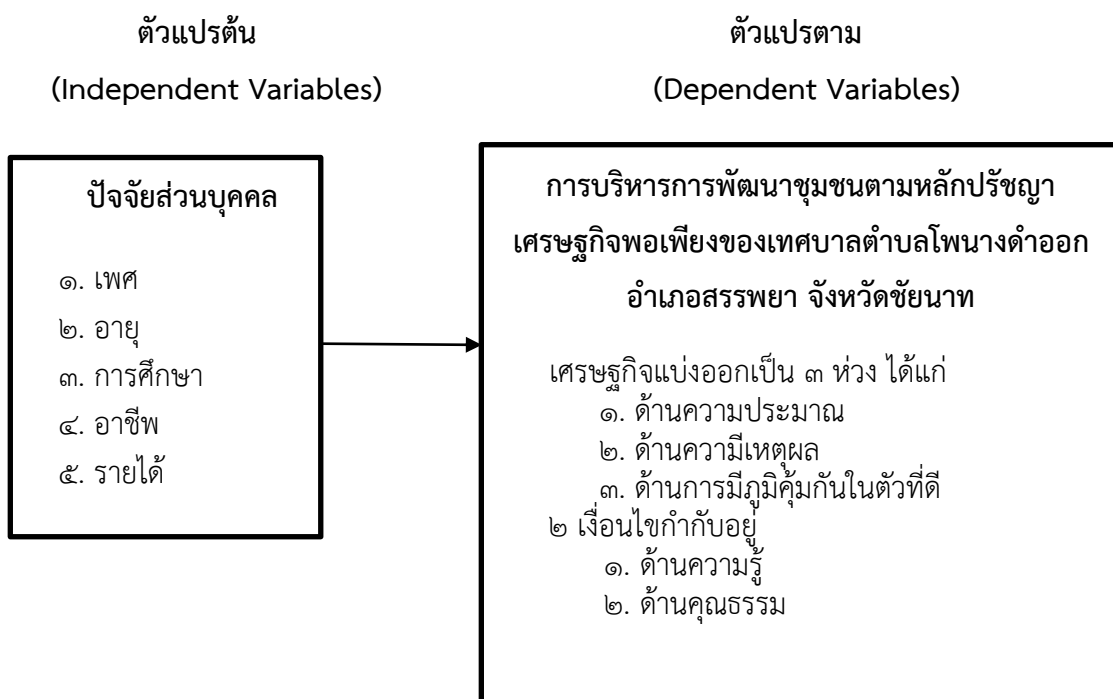 ตัวแปรต้น
(Independent Variables)
ตัวแปรตาม
(Dependent Variables)
ปัจจัยส่วนบุคคล
๑. เพศ
๒. อายุ
๓. การศึกษา
๔. อาชีพ
๕. รายได้
การบริหารการพัฒนาชุมชนตามหลักปรัชญา
เศรษฐกิจพอเพียงของเทศบาลตำบลโพนางดำออก
อำเภอสรรพยา จังหวัดชัยนาท
เศรษฐกิจแบ่งออกเป็น ๓ ห่วง ได้แก่
๑. ด้านความประมาณ
๒. ด้านความีเหตุผล
๓. ด้านการมีภูมิคุ้มกันในตัวที่ดี
๒ เงื่อนไขกำกับอยู่
๑. ด้านความรู้
๒. ด้านคุณธรรม